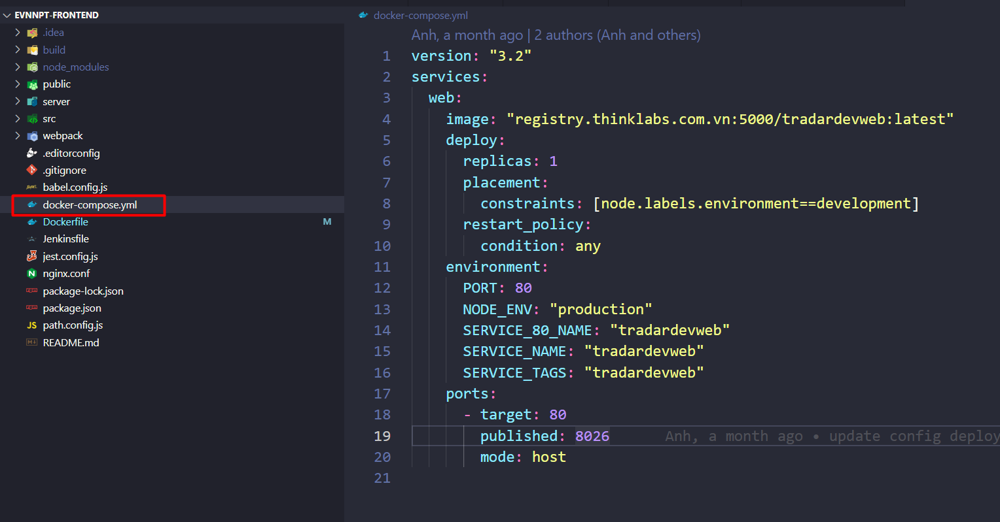 EVNNPT-FRONTEND
.idea
build
node_modules
public
server
src
webpack
.editorconfig
.gitignore
babel.config.js
docker-compose.yml
Dockerfile M
Jenkinsfile
jest.config.js
nginx.conf
package-lock.json
package.json
JS path.config.js
README.md
docker-compose.yml
Anh, a month ago | 2 authors (Anh and others)
1 version: "3.2"
2 services:
3 web:
4 image: "registry.thinklabs.com.vn:5000/tradardevweb:latest"
5 deploy:
6 replicas: 1
7 placement:
8 constraints: [node.labels.environment==development]
9 restart_policy:
10 condition: any
11 environment:
12 PORT: 80
13 NODE_ENV: "production"
14 SERVICE_80_NAME: "tradardevweb"
15 SERVICE_NAME: "tradardevweb"
16 SERVICE_TAGS: "tradardevweb"
17 ports:
18 - target: 80
19 published: 8026 Anh, a month ago • update config deploy
20 mode: host
21